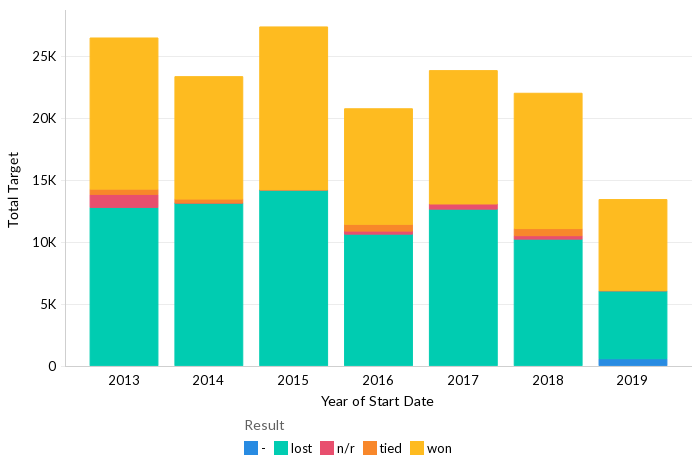 25K
20K
15K
10K
5K
0
Total Target
2013 2014 2015 2016 2017 2018 2019
Year of Start Date
Result
- lost n/r tied won